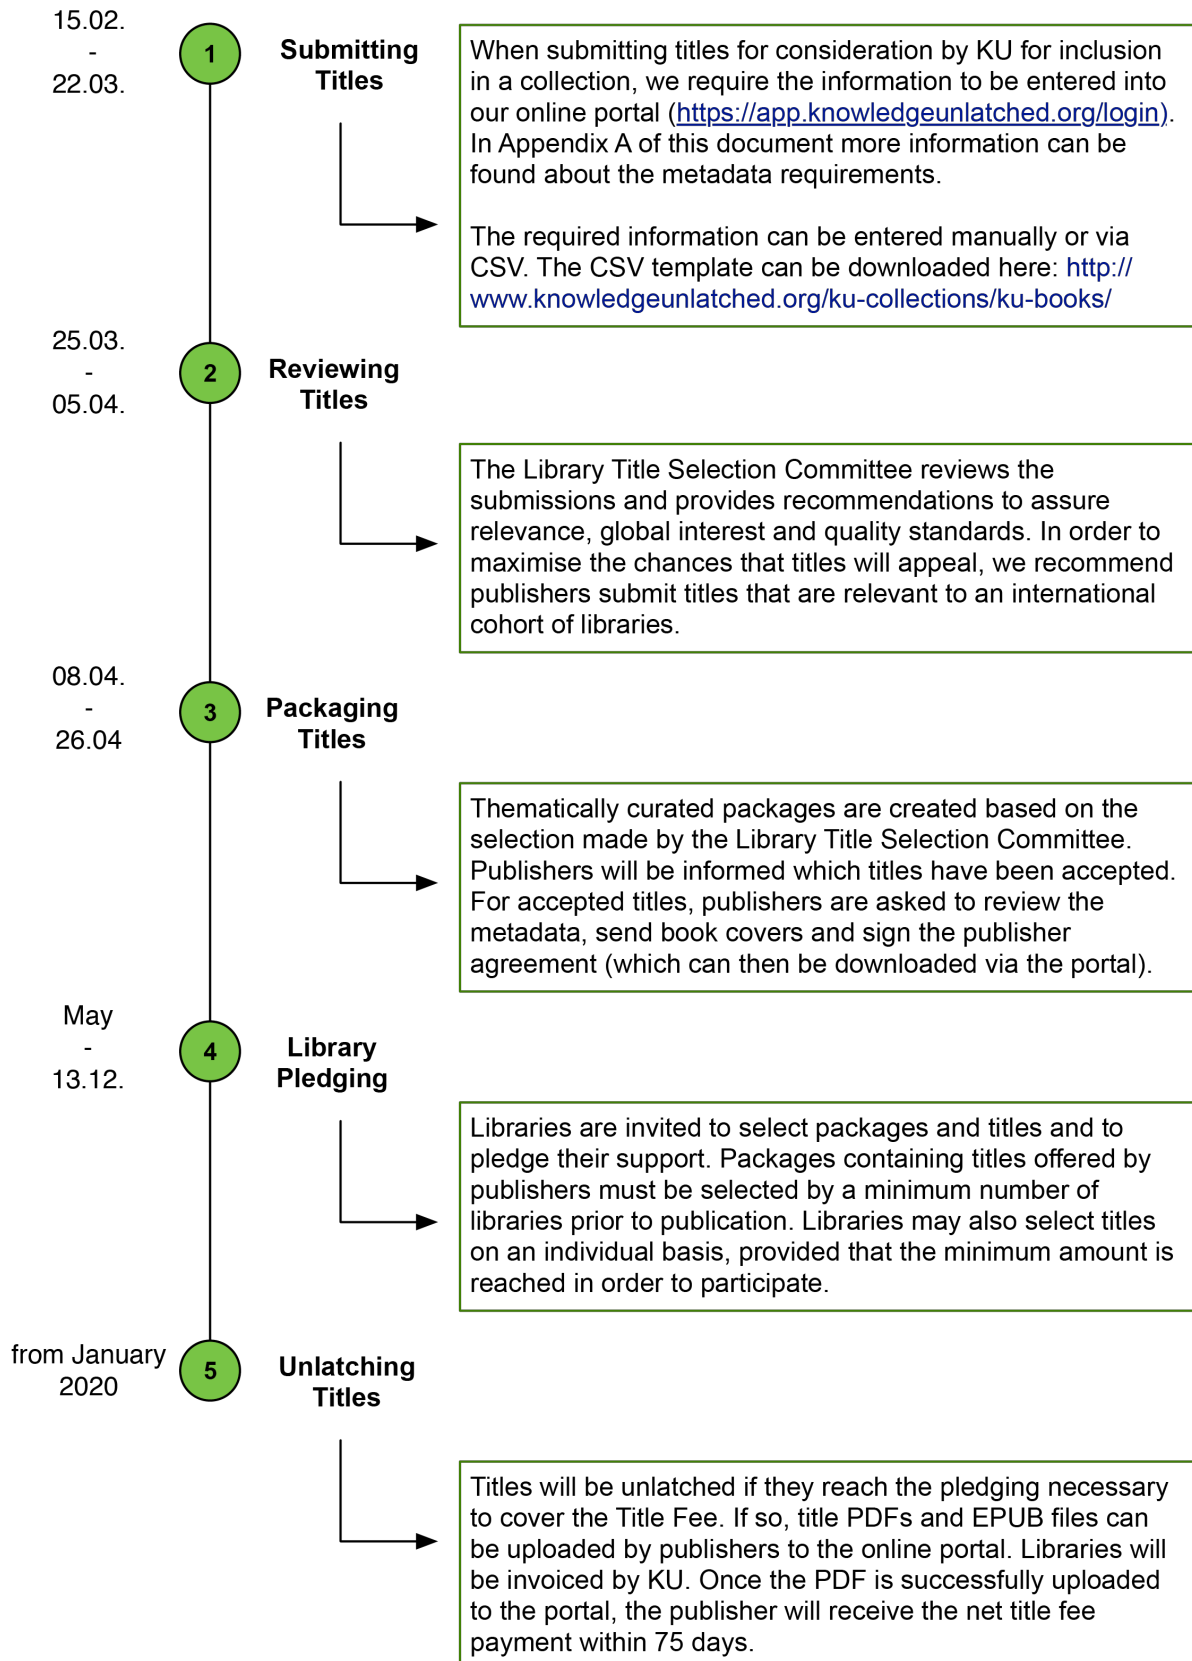 15.02.
-
22.03.
1
Submitting
Titles
When submitting titles for consideration by KU for inclusion
in a collection, we require the information to be entered into
our online portal (https://app.knowledgeunlatched.org/login).
In Appendix A of this document more information can be
found about the metadata requirements.
The required information can be entered manually or via
CSV. The CSV template can be downloaded here: http://
www.knowledgeunlatched.org/ku-collections/ku-books/
25.03.
-
05.04.
2
Reviewing
Titles
The Library Title Selection Committee reviews the
submissions and provides recommendations to assure
relevance, global interest and quality standards. In order to
maximise the chances that titles will appeal, we recommend
publishers submit titles that are relevant to an international
cohort of libraries.
08.04.
-
26.04
3
Packaging
Titles
Thematically curated packages are created based on the
selection made by the Library Title Selection Committee.
Publishers will be informed which titles have been accepted.
For accepted titles, publishers are asked to review the
metadata, send book covers and sign the publisher
agreement (which can then be downloaded via the portal).
May
-
13.12.
4
Library
Pledging
Libraries are invited to select packages and titles and to
pledge their support. Packages containing titles offered by
publishers must be selected by a minimum number of
libraries prior to publication. Libraries may also select titles
on an individual basis, provided that the minimum amount is
reached in order to participate.
from January
2020
5
Unlatching
Titles
Titles will be unlatched if they reach the pledging necessary
to cover the Title Fee. If so, title PDFs and EPUB files can
be uploaded by publishers to the online portal. Libraries will
be invoiced by KU. Once the PDF is successfully uploaded
to the portal, the publisher will receive the net title fee
payment within 75 days.